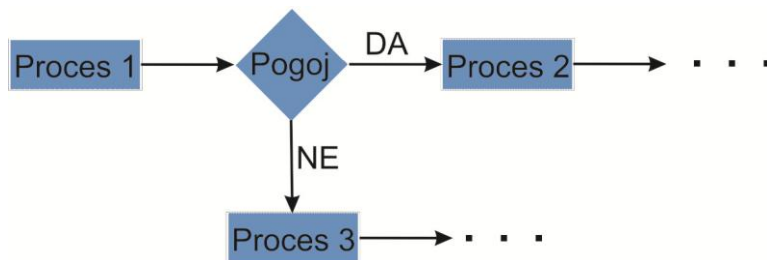 Proces 1
Pogoj
DA
Proces 2
. . .
NE
Proces 3
. . .